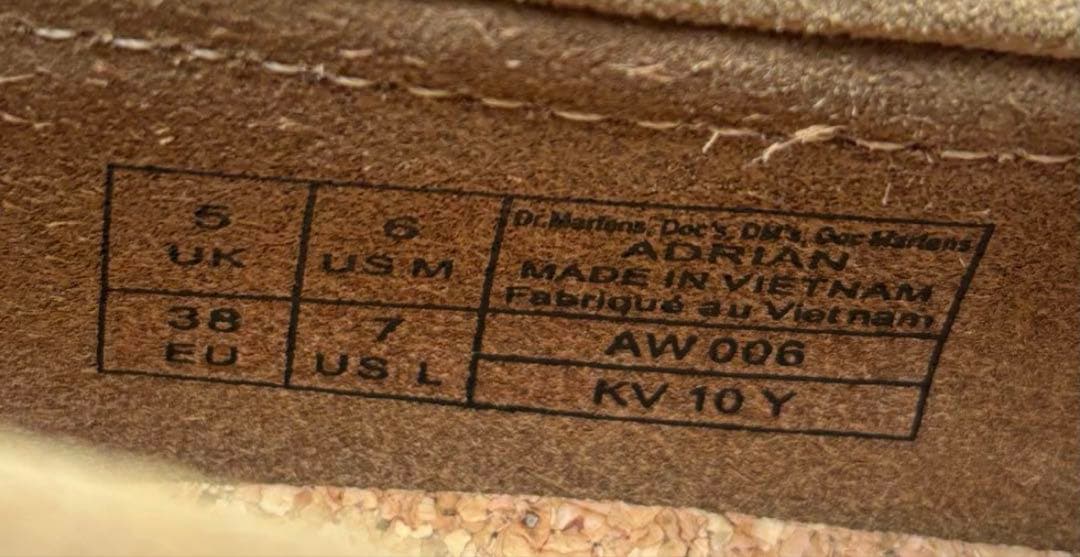 5
UK
6
US M
38
EU
7
US L
Dr.Martens, Doc's, DM's, Doc Martens
ADRIAN
MADE IN VIETNAM
Fabriqué au Vietnam
AW 006
KV 10 Y